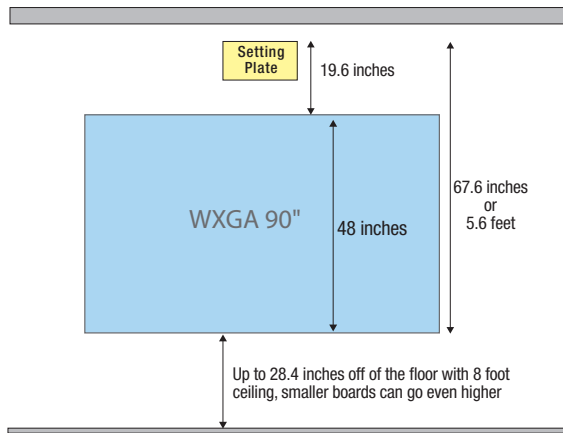 Setting
Plate
19.6 inches
67.6 inches
or
5.6 feet
WXGA 90"
48 inches
Up to 28.4 inches off of the floor with 8 foot
ceiling, smaller boards can go even higher